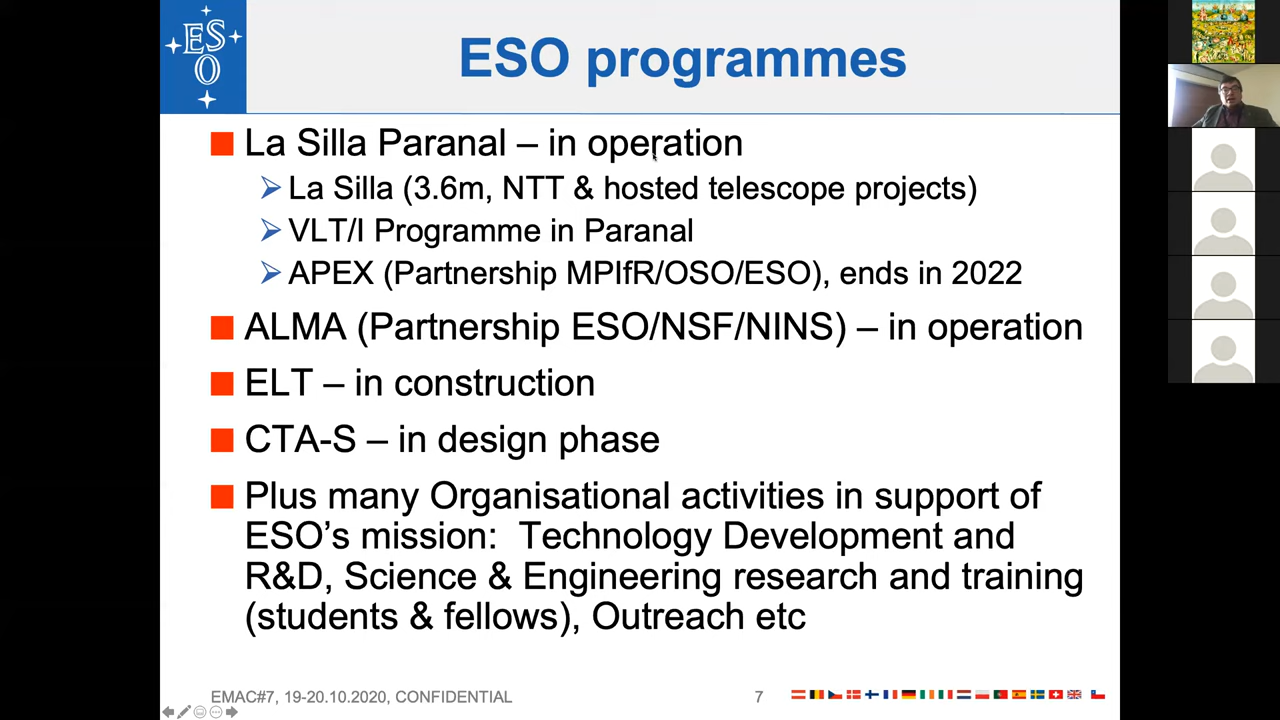 ESO
ESO programmes
La Silla Paranal – in operation
La Silla (3.6m, NTT & hosted telescope projects)
VLT/I Programme in Paranal
APEX (Partnership MPIfR/OSO/ESO), ends in 2022
ALMA (Partnership ESO/NSF/NINS) – in operation
ELT – in construction
CTA-S – in design phase
Plus many Organisational activities in support of
ESO’s mission:  Technology Development and
R&D, Science & Engineering research and training
(students & fellows), Outreach etc
EMAC#7, 19-20.10.2020, CONFIDENTIAL
7